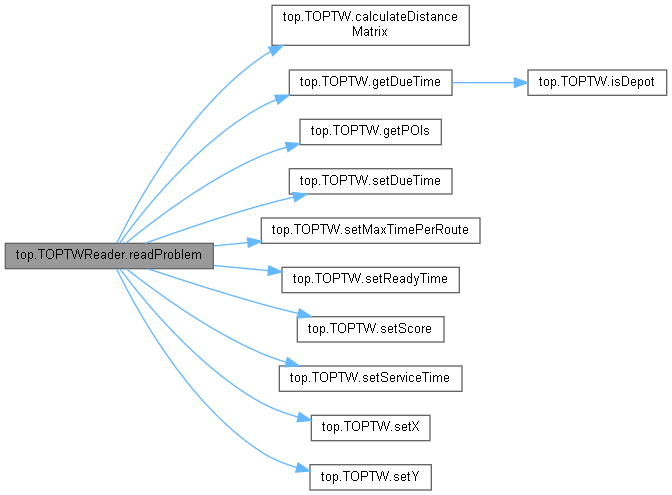 top.TOPTW.calculateDistance
Matrix
top.TOPTW.getDueTime
top.TOPTW.isDepot
top.TOPTW.getPOIs
top.TOPTW.setDueTime
top.TOPTW.setMaxTimePerRoute
top.TOPTWReader.readProblem
top.TOPTW.setReadyTime
top.TOPTW.setScore
top.TOPTW.setServiceTime
top.TOPTW.setX
top.TOPTW.setY